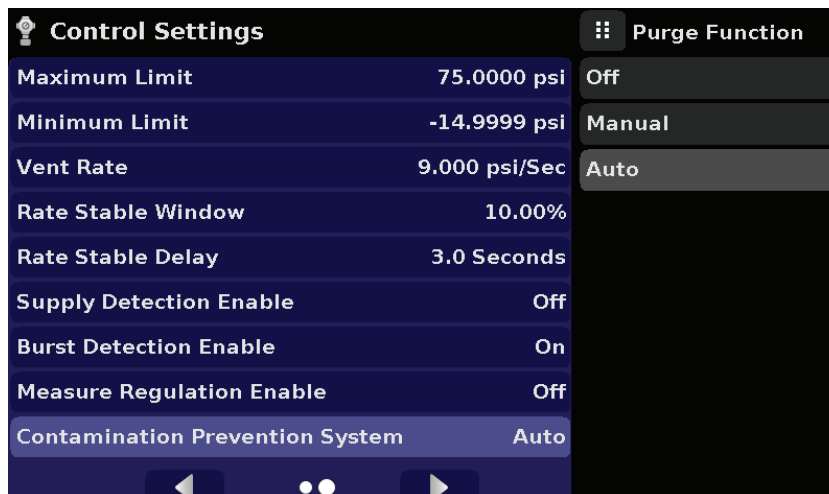 Control Settings
Maximum Limit 75.0000 psi
Minimum Limit -14.9999 psi
Vent Rate 9.000 psi/Sec
Rate Stable Window 10.00%
Rate Stable Delay 3.0 Seconds
Supply Detection Enable Off
Burst Detection Enable On
Measure Regulation Enable Off
Contamination Prevention System Auto
Purge Function
Off
Manual
Auto